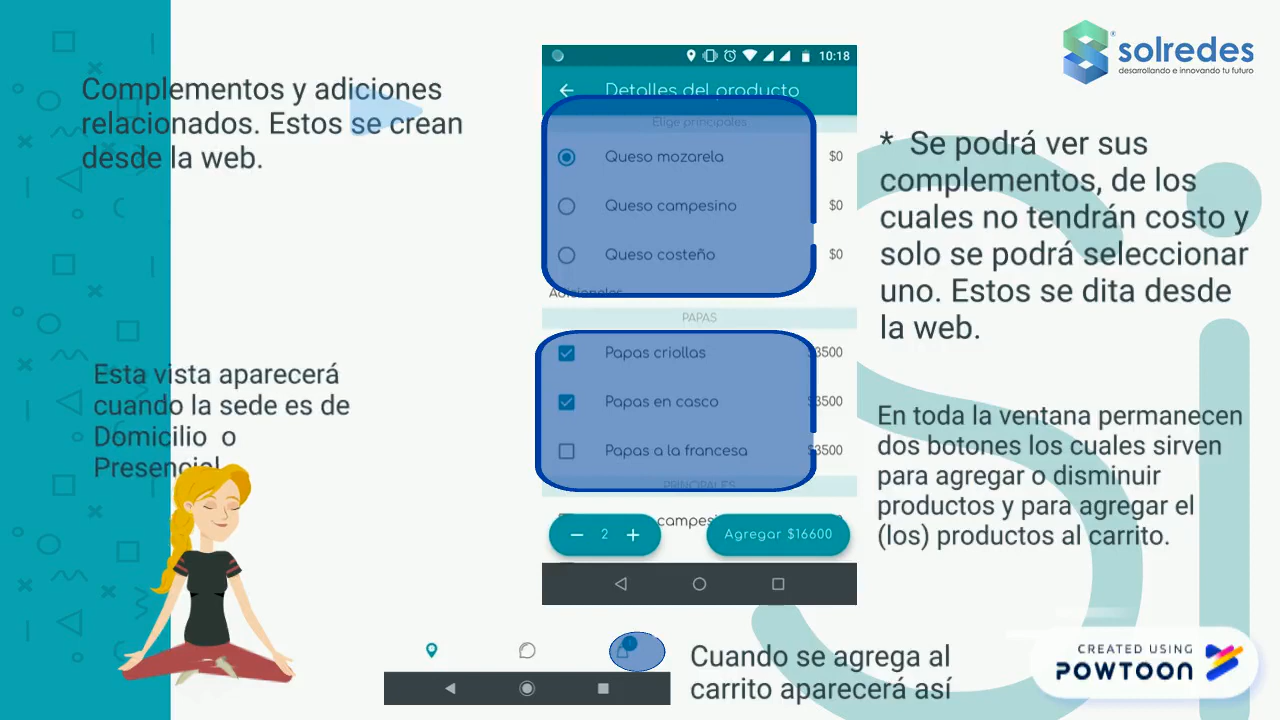 Complementos y adiciones
relacionados. Estos se crean
desde la web.
Esta vista aparecerá
cuando la sede es de
Domicilio o
Presencial
10:18
Detalles del producto
Elige principales
Queso mozarela $0
Queso campesino $0
Queso costeño $0
Adicionales
PAPAS
Papas criollas $3500
Papas en casco $3500
Papas a la francesa $3500
PRINCIPALES
campesi
− 2 +
Agregar $16600
solredes
desarrollando e innovando tu futuro
* Se podrá ver sus
complementos, de los
cuales no tendrán costo y
solo se podrá seleccionar
uno. Estos se dita desde
la web.
En toda la ventana permanecen
dos botones los cuales sirven
para agregar o disminuir
productos y para agregar el
(los) productos al carrito.
Cuando se agrega al
carrito aparecerá así
CREATED USING
POWTOON